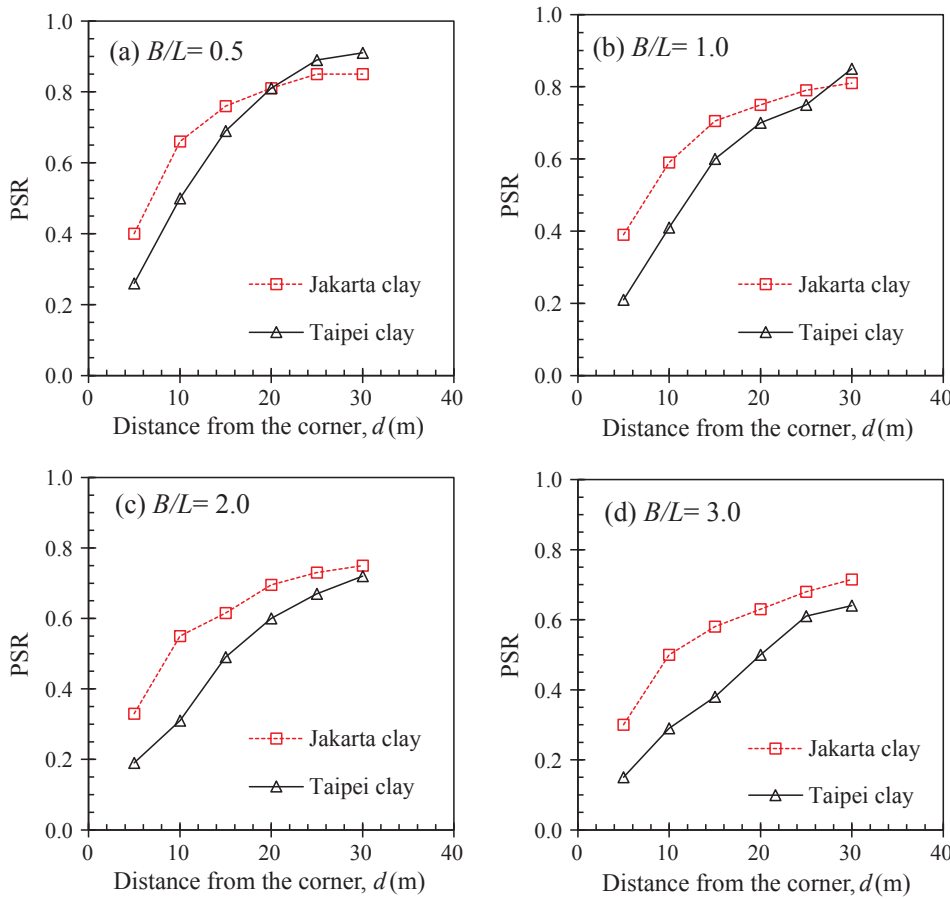 (a) B/L= 0.5
1.0
0.8
0.6
0.4
0.2
0.0
PSR
Jakarta clay
Taipei clay
0 10 20 30 40
Distance from the corner, d (m)
(b) B/L= 1.0
1.0
0.8
0.6
0.4
0.2
0.0
PSR
Jakarta clay
Taipei clay
0 10 20 30 40
Distance from the corner, d (m)
(c) B/L= 2.0
1.0
0.8
0.6
0.4
0.2
0.0
PSR
Jakarta clay
Taipei clay
0 10 20 30 40
Distance from the corner, d (m)
(d) B/L= 3.0
1.0
0.8
0.6
0.4
0.2
0.0
PSR
Jakarta clay
Taipei clay
0 10 20 30 40
Distance from the corner, d (m)